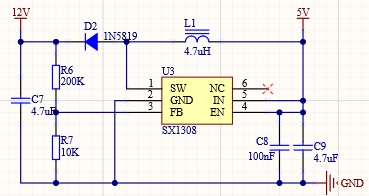 12V
D2
1N5819
L1
4.7uH
5V
R6
200K
C7
4.7uF
R7
10K
U3
1 SW NC 6
2 GND IN 5
3 FB EN 4
SX1308
C8
100nF
C9
4.7uF
GND